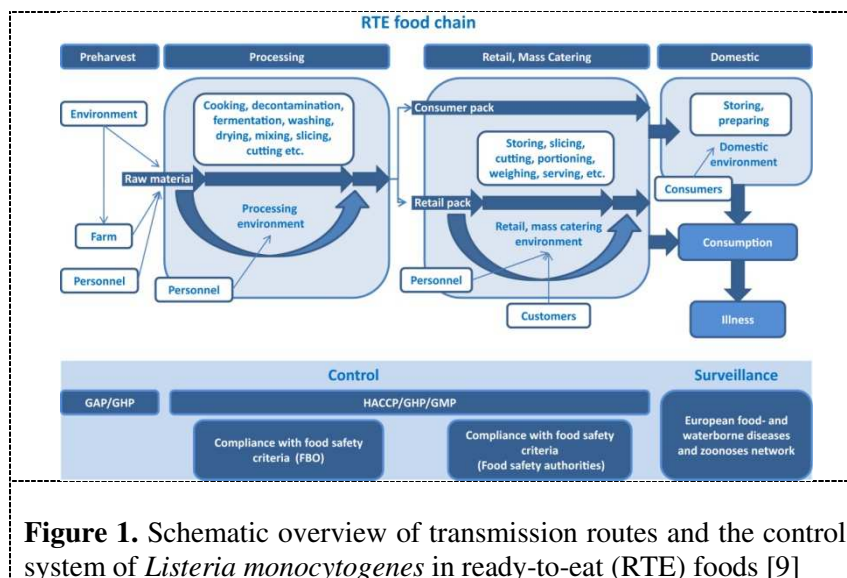 RTE food chain
Preharvest
Processing
Retail, Mass Catering
Domestic
Environment
Cooking, decontamination,
fermentation, washing,
drying, mixing, slicing,
cutting etc.
Consumer pack
Storing,
preparing
Storing, slicing,
cutting, portioning,
weighing, serving, etc.
Domestic
environment
Raw material
Consumers
Retail pack
Processing
environment
Retail, mass catering
environment
Farm
Consumption
Personnel
Personnel
Personnel
Customers
Illness
Control
Surveillance
GAP/GHP
HACCP/GHP/GMP
Compliance with food safety
criteria (FBO)
Compliance with food safety
criteria
(Food safety authorities)
European food- and
waterborne diseases
and zoonoses network
Figure 1. Schematic overview of transmission routes and the control
system of Listeria monocytogenes in ready-to-eat (RTE) foods [9]